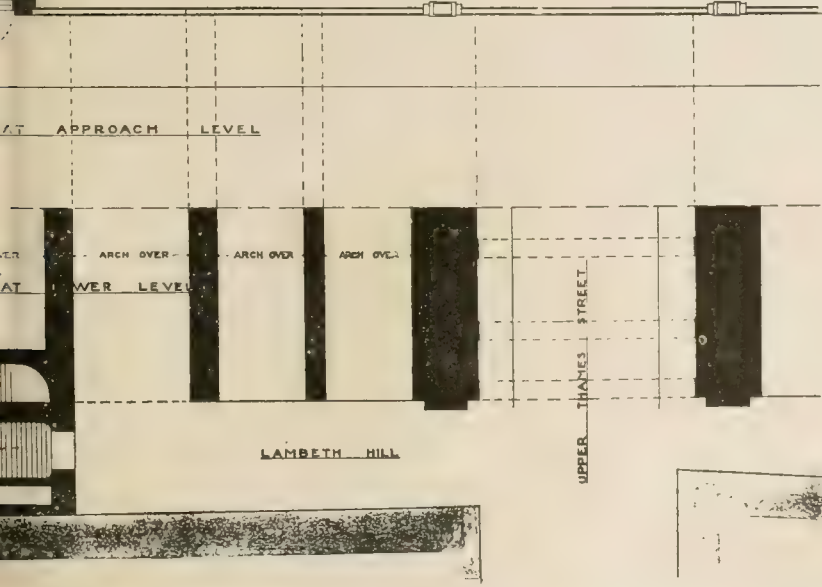 AT APPROACH LEVEL
ARCH OVER
ARCH OVER
ARCH OVER
AT WER LEVEL
LAMBETH HILL
UPPER THAMES STREET